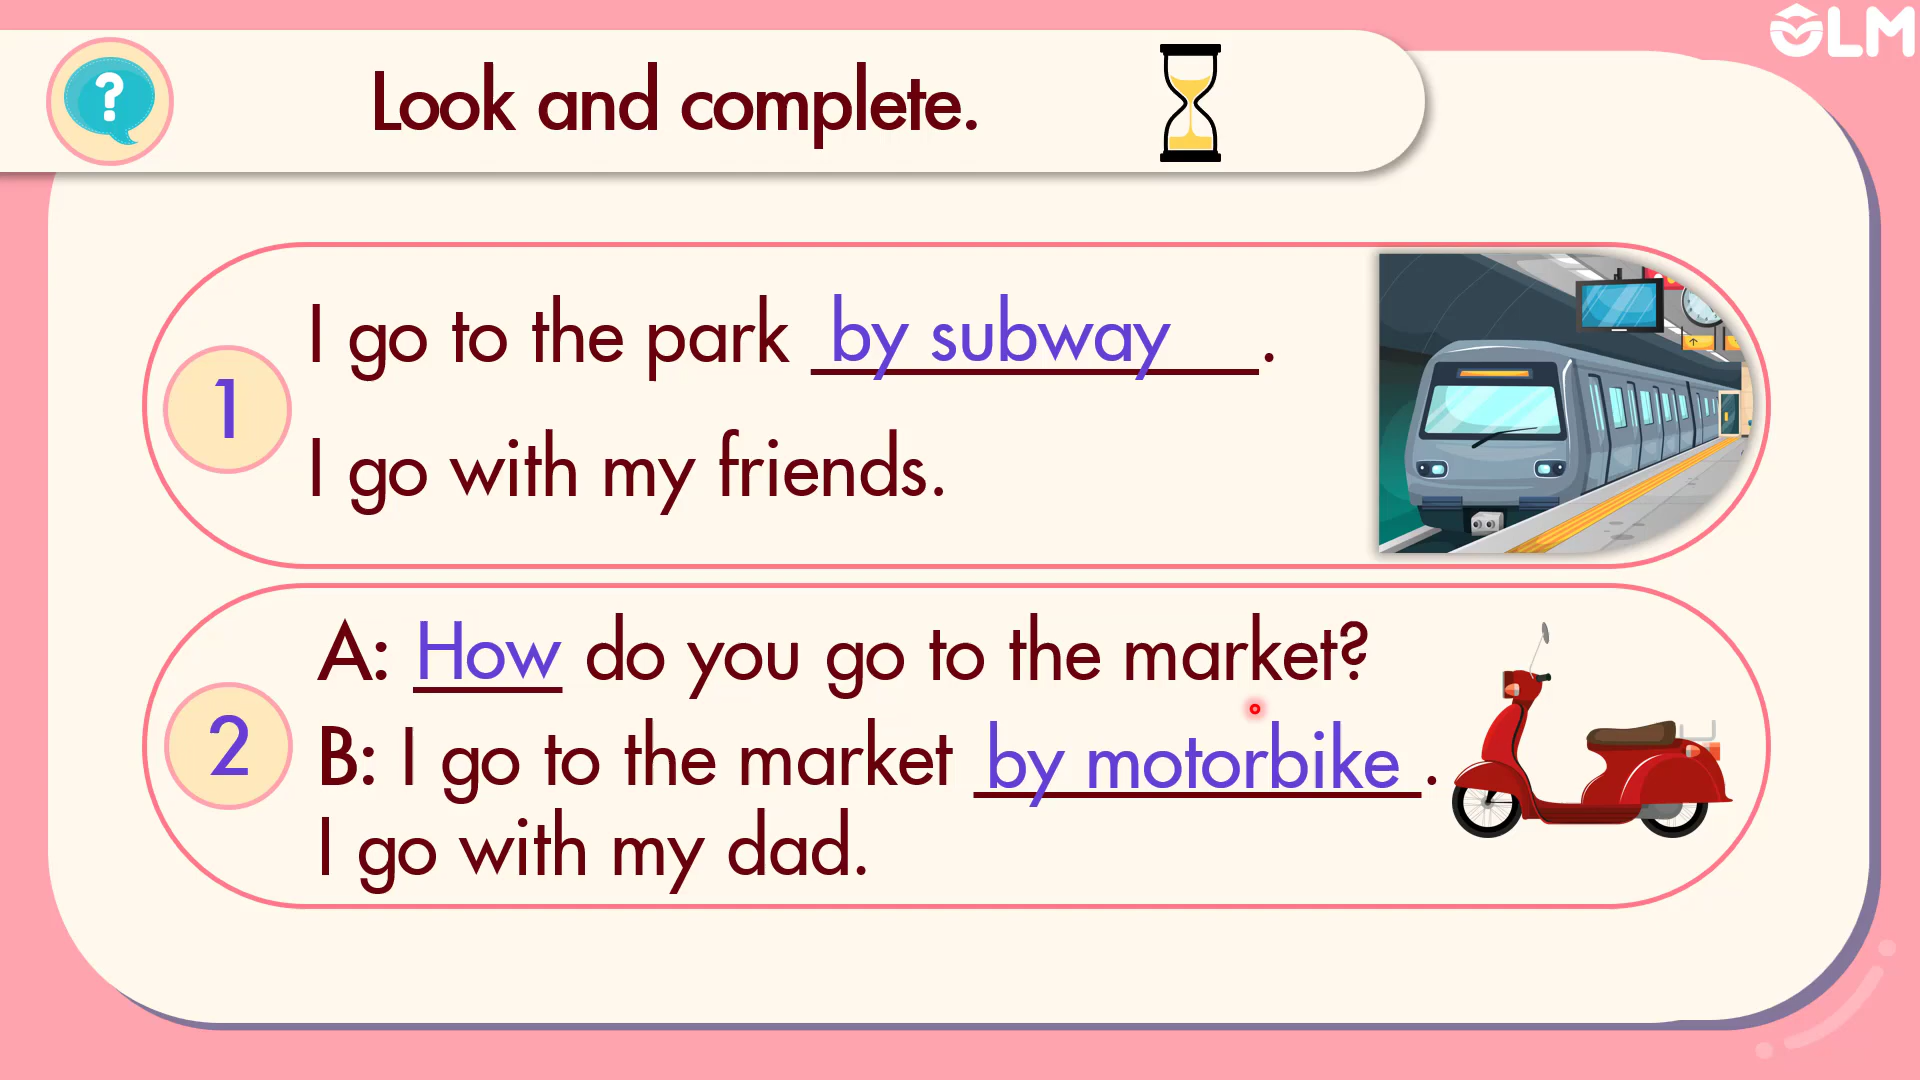 OLM
?
Look and complete.
1
I go to the park by subway.
I go with my friends.
2
A: How do you go to the market?
B: I go to the market by motorbike.
I go with my dad.